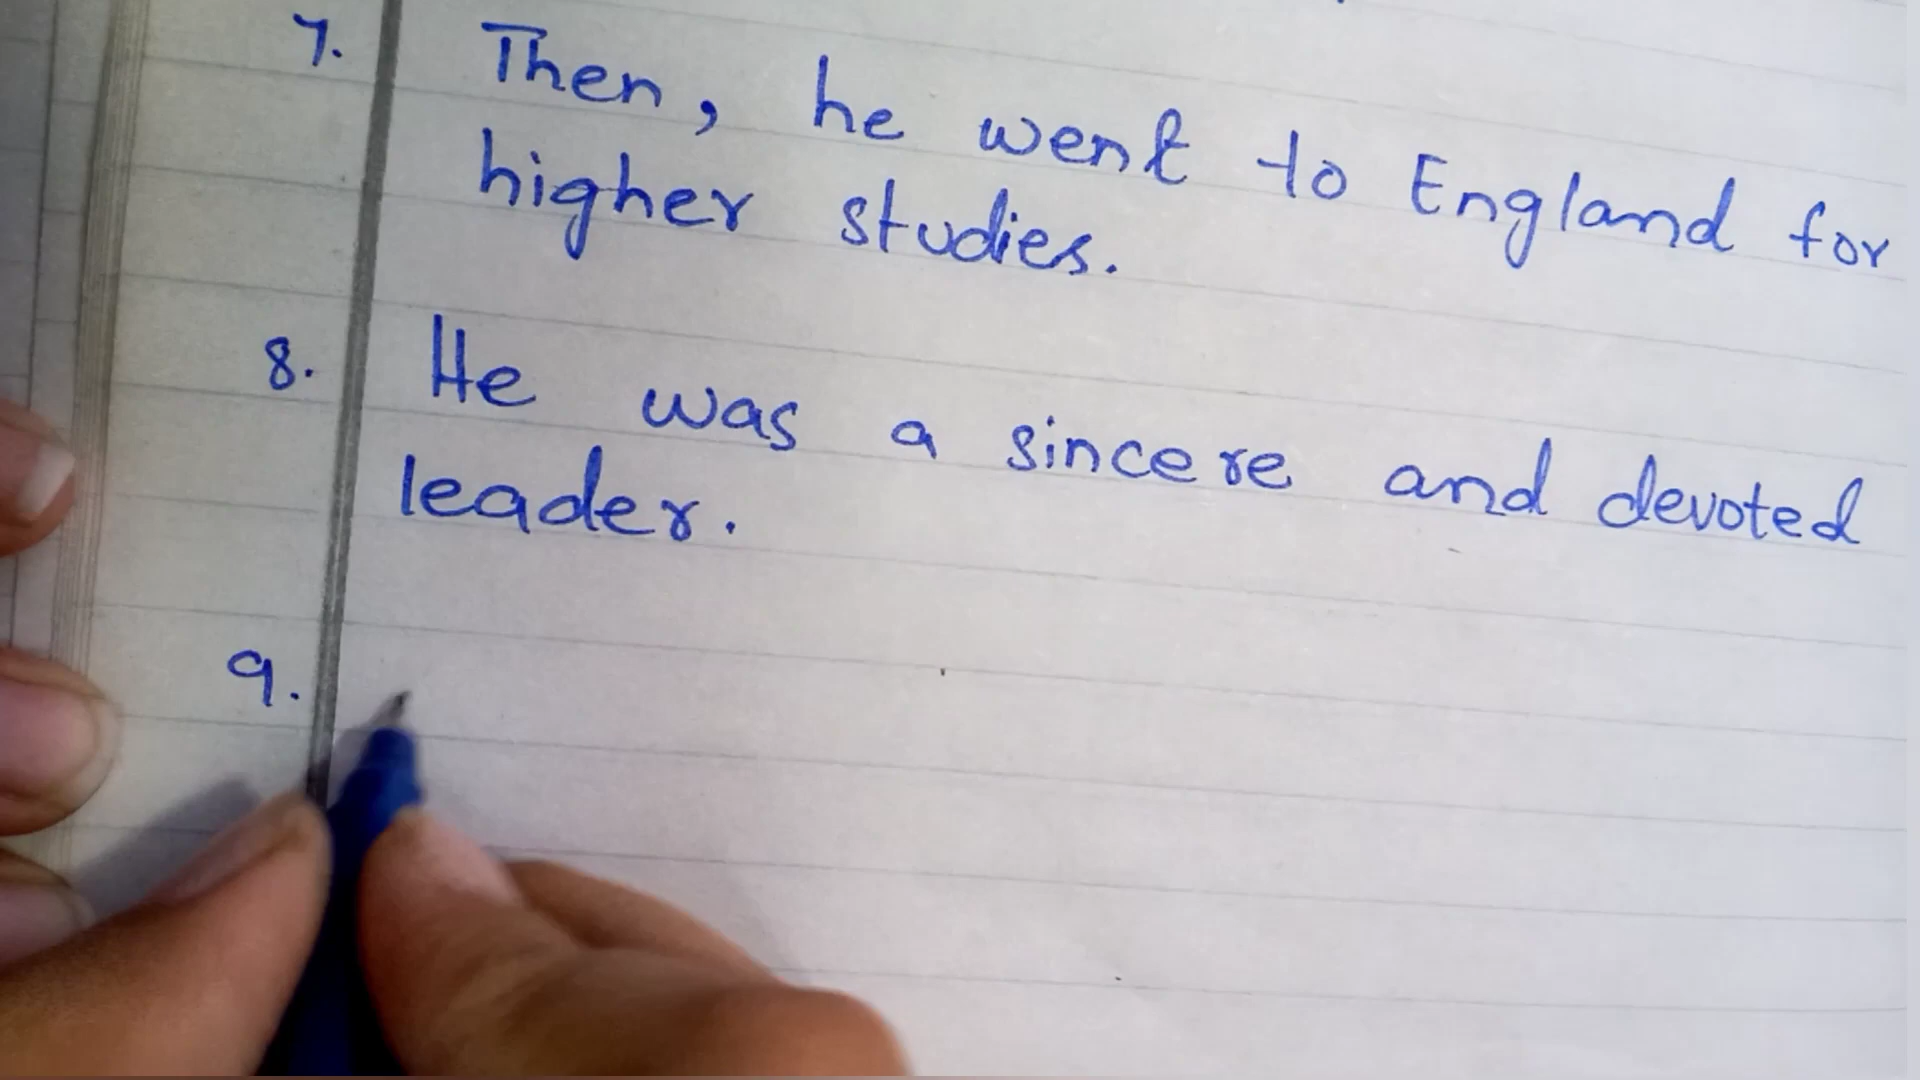 7. Then, he went to England for
higher studies.
8. He was a sincere and devoted
leader.
9.